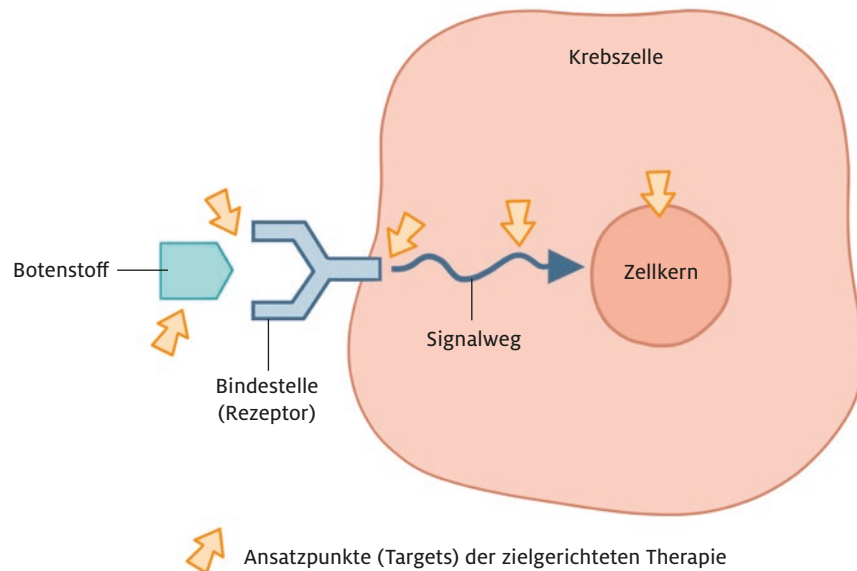 Krebszelle
Botenstoff
Zellkern
Signalweg
Bindestelle
(Rezeptor)
Ansatzpunkte (Targets) der zielgerichteten Therapie